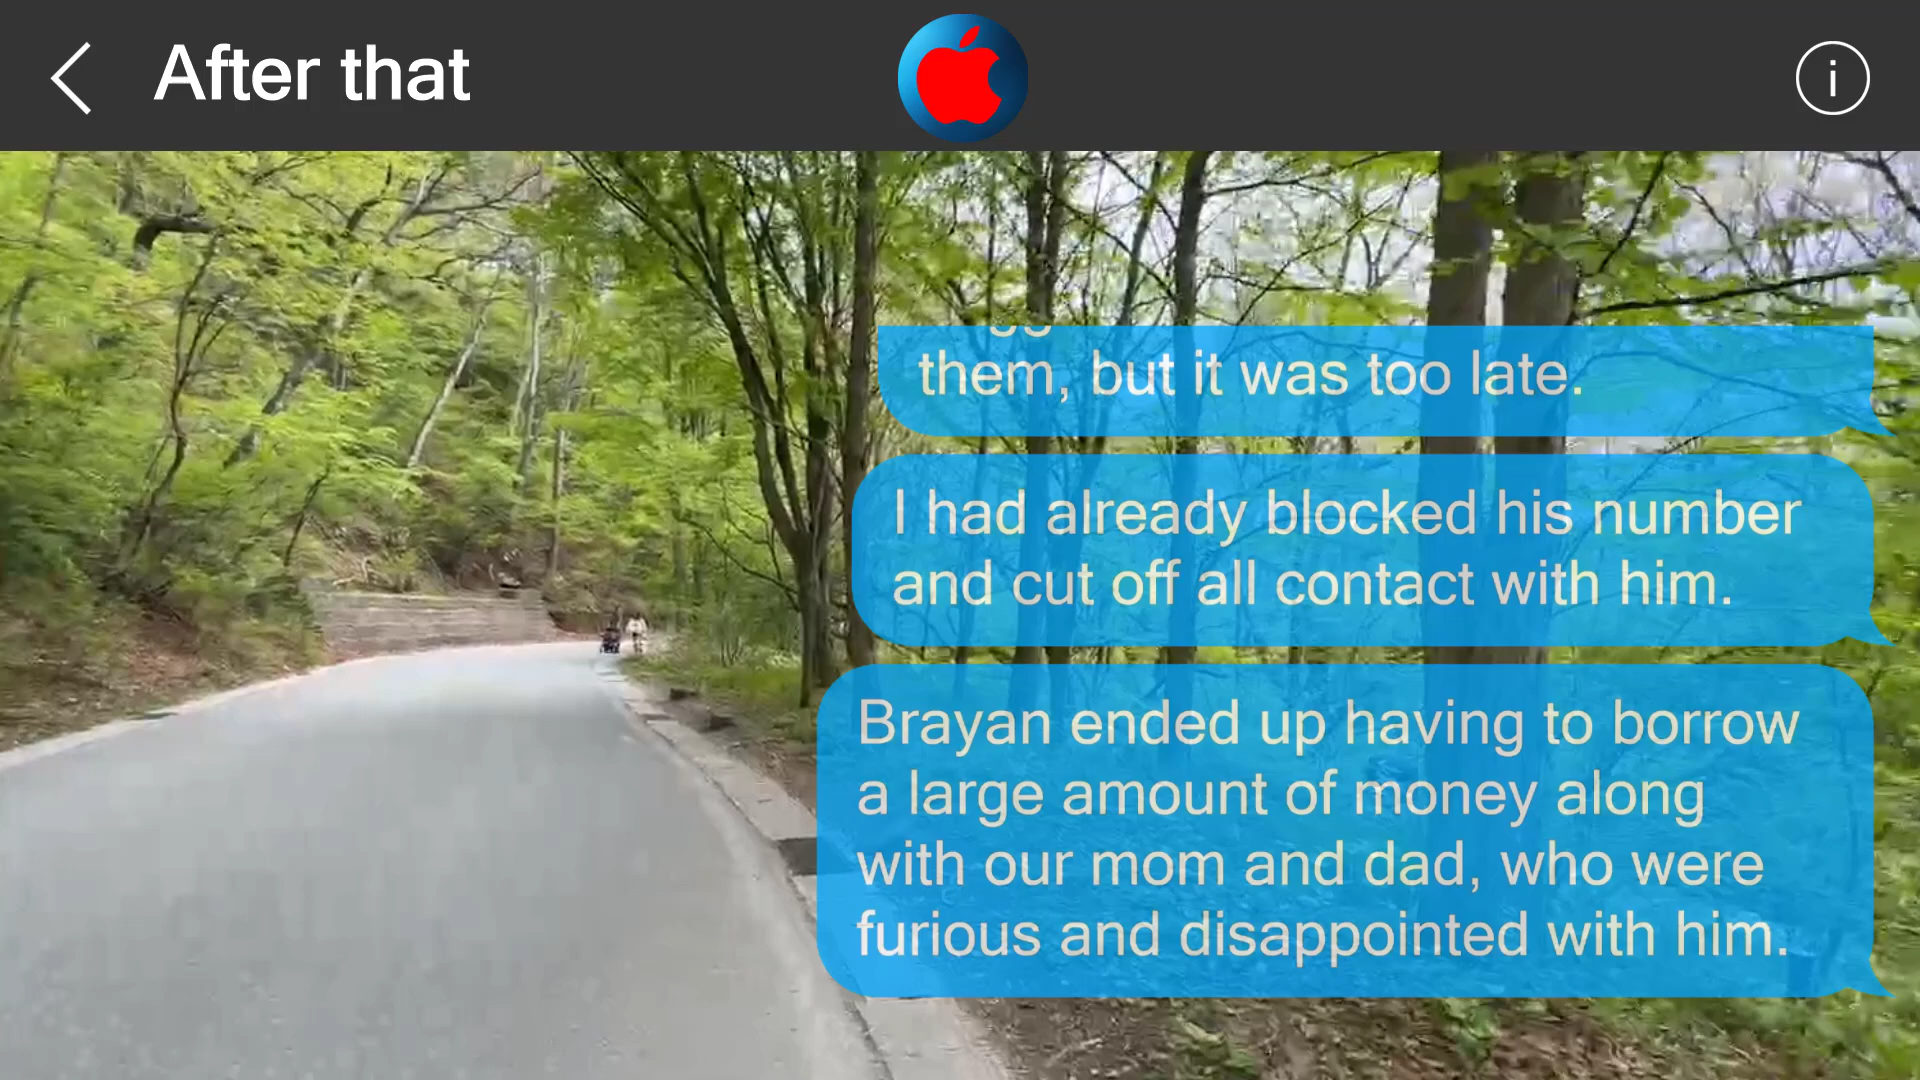 After that
them, but it was too late.
I had already blocked his number
and cut off all contact with him.
Brayan ended up having to borrow
a large amount of money along
with our mom and dad, who were
furious and disappointed with him.